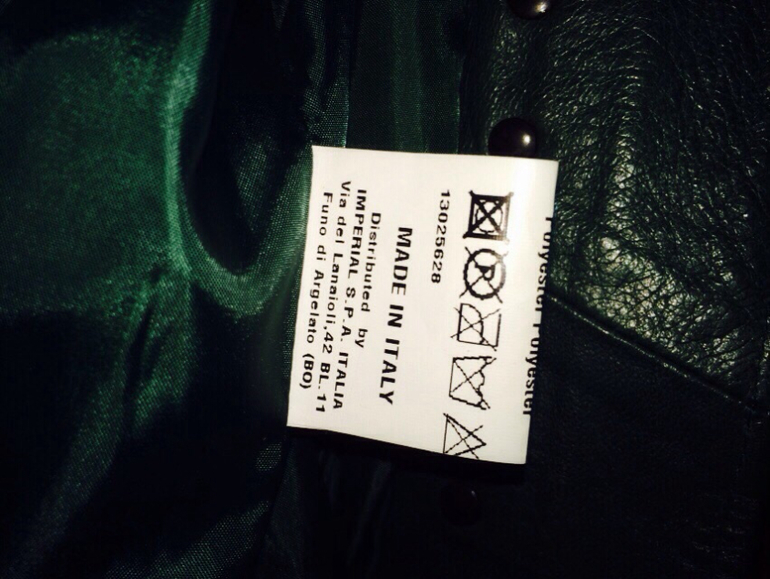 Polyester Polyester
13025628
MADE IN ITALY
Distributed by
IMPERIAL S.P.A. ITALIA
Via dei Lanaioli,42 BL.11
Funo di Argelato (BO)